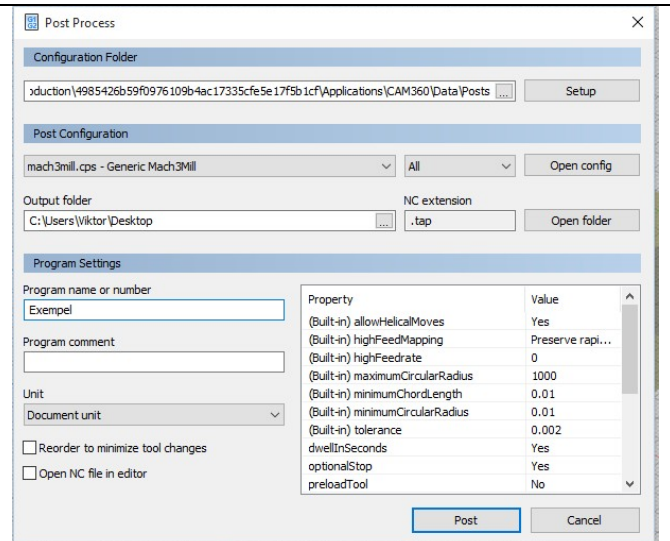 G1
G2
Post Process
Configuration Folder
oduction\4985426b59f0976109b4ac17335cfe5e17f5b1cf\Applications\CAM360\Data\Posts ... Setup
Post Configuration
mach3mill.cps - Generic Mach3Mill All Open config
Output folder NC extension
C:\Users\Viktor\Desktop ... .tap Open folder
Program Settings
Program name or number
Exempel
Program comment
Unit
Document unit
Reorder to minimize tool changes
Open NC file in editor
Property Value
(Built-in) allowHelicalMoves Yes
(Built-in) highFeedMapping Preserve rapi...
(Built-in) highFeedrate 0
(Built-in) maximumCircularRadius 1000
(Built-in) minimumChordLength 0.01
(Built-in) minimumCircularRadius 0.01
(Built-in) tolerance 0.002
dwellInSeconds Yes
optionalStop Yes
preloadTool No
Post Cancel